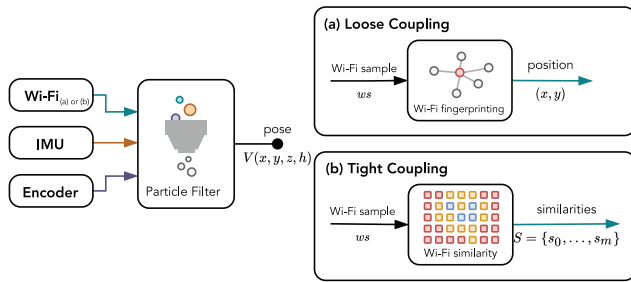 Wi-Fi(a) or (b)
IMU
Encoder
Particle Filter
pose
V(x, y, z, h)
(a) Loose Coupling
Wi-Fi sample
ws
Wi-Fi fingerprinting
position
(x, y)
(b) Tight Coupling
Wi-Fi sample
ws
Wi-Fi similarity
similarities
S = {s₀, . . . , sₘ}